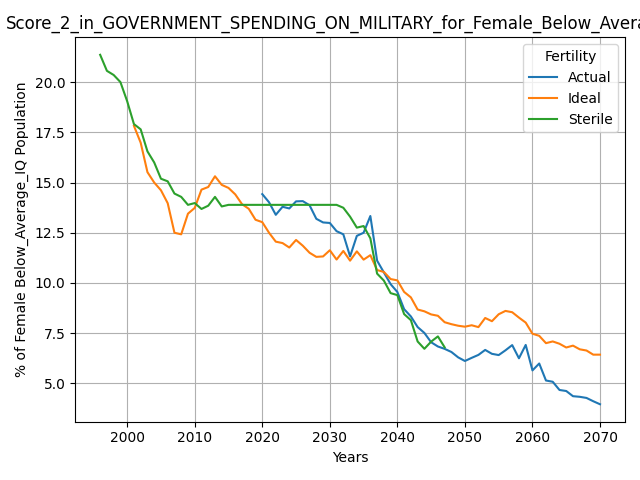 Score_2_in_GOVERNMENT_SPENDING_ON_MILITARY_for_Female_Below_Avera
Fertility
Actual
Ideal
Sterile
% of Female Below_Average_IQ Population
20.0
17.5
15.0
12.5
10.0
7.5
5.0
2000 2010 2020 2030 2040 2050 2060 2070
Years